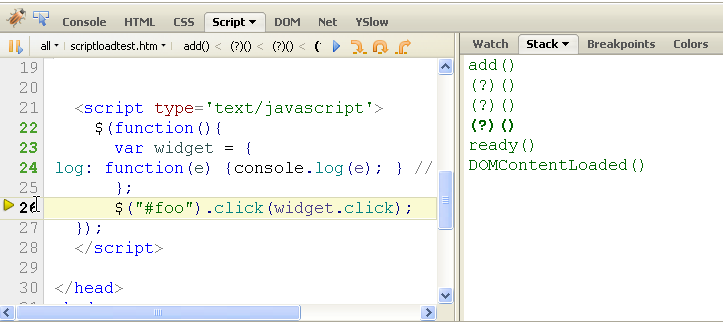 Console HTML CSS Script DOM Net YSlow
all scriptloadtest.htm add() < (?)() < (?)() < (
Watch Stack Breakpoints Colors
19
20
21 <script type='text/javascript'>
22 $(function(){
23 var widget = {
24 log: function(e) {console.log(e); } //
25 };
26 $("#foo").click(widget.click);
27 });
28 </script>
29
30 </head>
add()
(?)()
(?)()
(?)()
ready()
DOMContentLoaded()